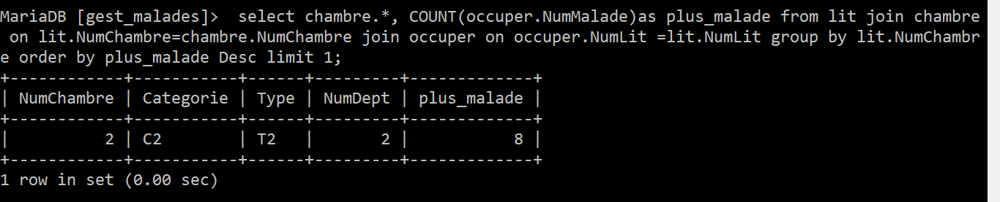 MariaDB [gest_malades]>  select chambre.*, COUNT(occuper.NumMalade)as plus_malade from lit join chambre
 on lit.NumChambre=chambre.NumChambre join occuper on occuper.NumLit =lit.NumLit group by lit.NumChambr
e order by plus_malade Desc limit 1;
+-----------+-----------+------+---------+-------------+
| NumChambre | Categorie | Type | NumDept | plus_malade |
+-----------+-----------+------+---------+-------------+
|          2 | C2        | T2   |       2 |           8 |
+-----------+-----------+------+---------+-------------+
1 row in set (0.00 sec)